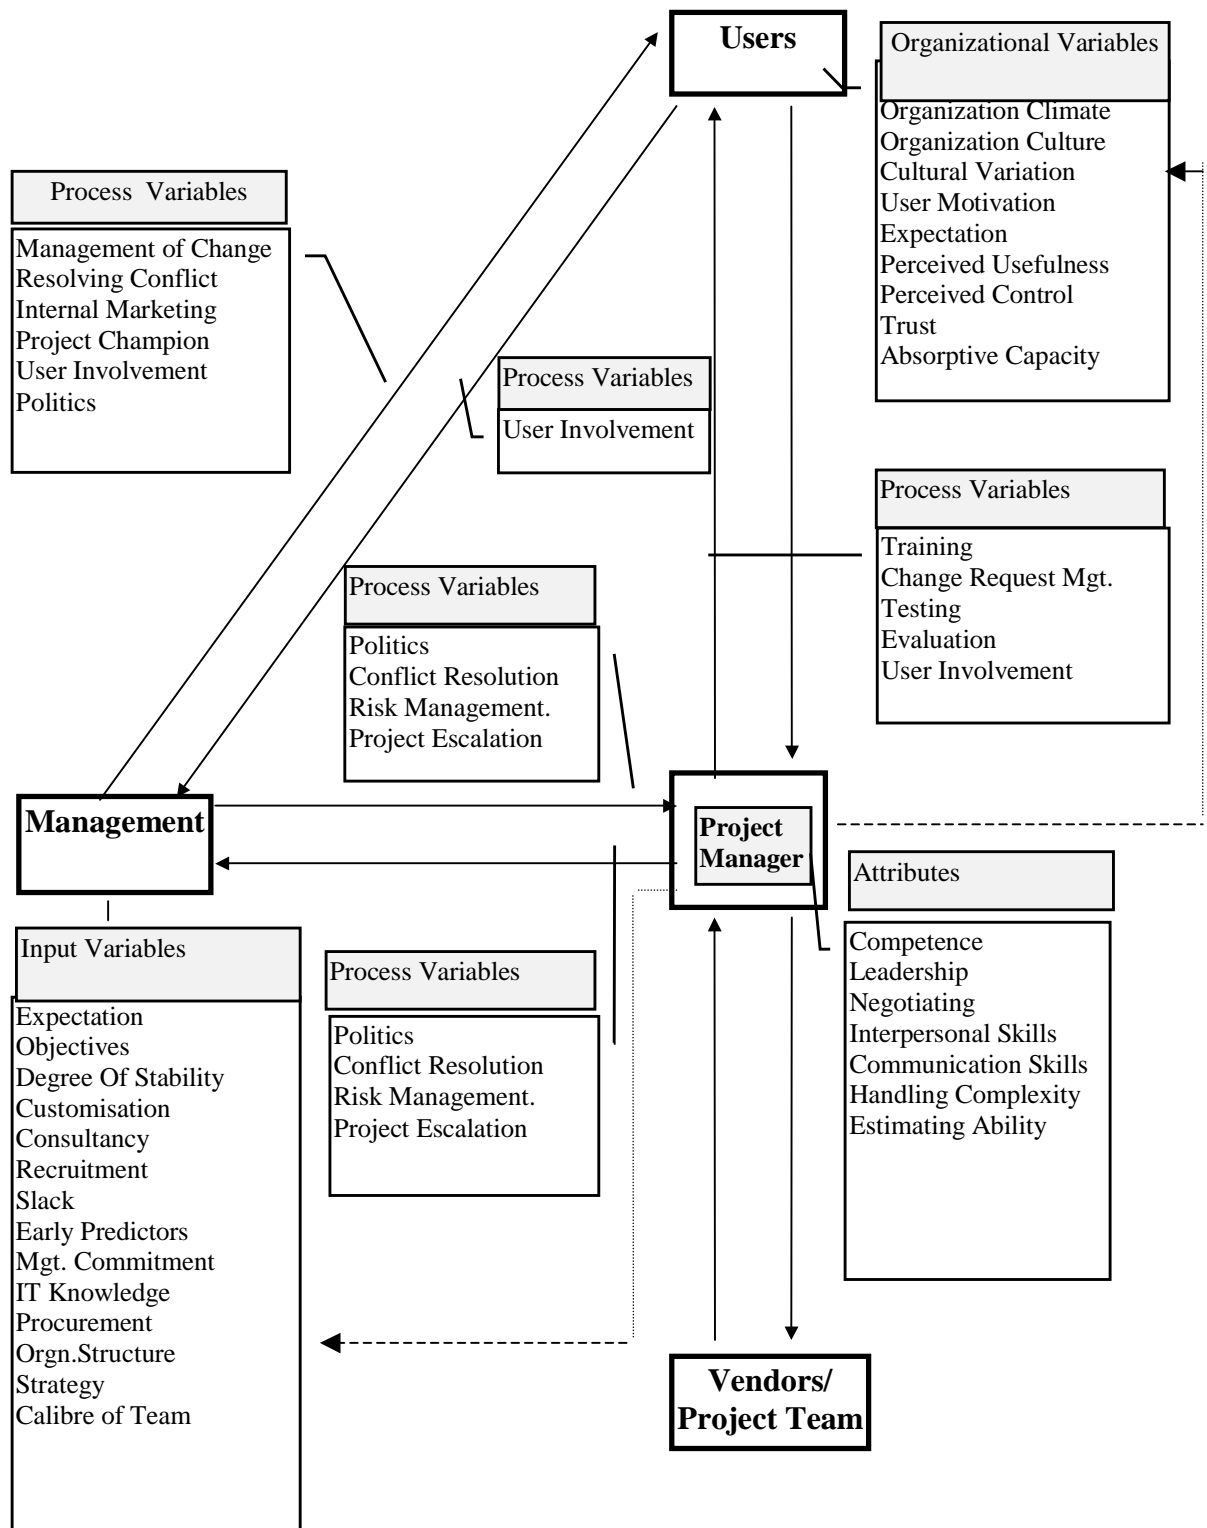 Users
Organizational Variables
Organization Climate
Organization Culture
Cultural Variation
User Motivation
Expectation
Perceived Usefulness
Perceived Control
Trust
Absorptive Capacity
Process Variables
Management of Change
Resolving Conflict
Internal Marketing
Project Champion
User Involvement
Politics
Process Variables
User Involvement
Process Variables
Training
Change Request Mgt.
Testing
Evaluation
User Involvement
Process Variables
Politics
Conflict Resolution
Risk Management.
Project Escalation
Management
Project
Manager
Attributes
Competence
Leadership
Negotiating
Interpersonal Skills
Communication Skills
Handling Complexity
Estimating Ability
Input Variables
Expectation
Objectives
Degree Of Stability
Customisation
Consultancy
Recruitment
Slack
Early Predictors
Mgt. Commitment
IT Knowledge
Procurement
Orgn.Structure
Strategy
Calibre of Team
Process Variables
Politics
Conflict Resolution
Risk Management.
Project Escalation
Vendors/
Project Team